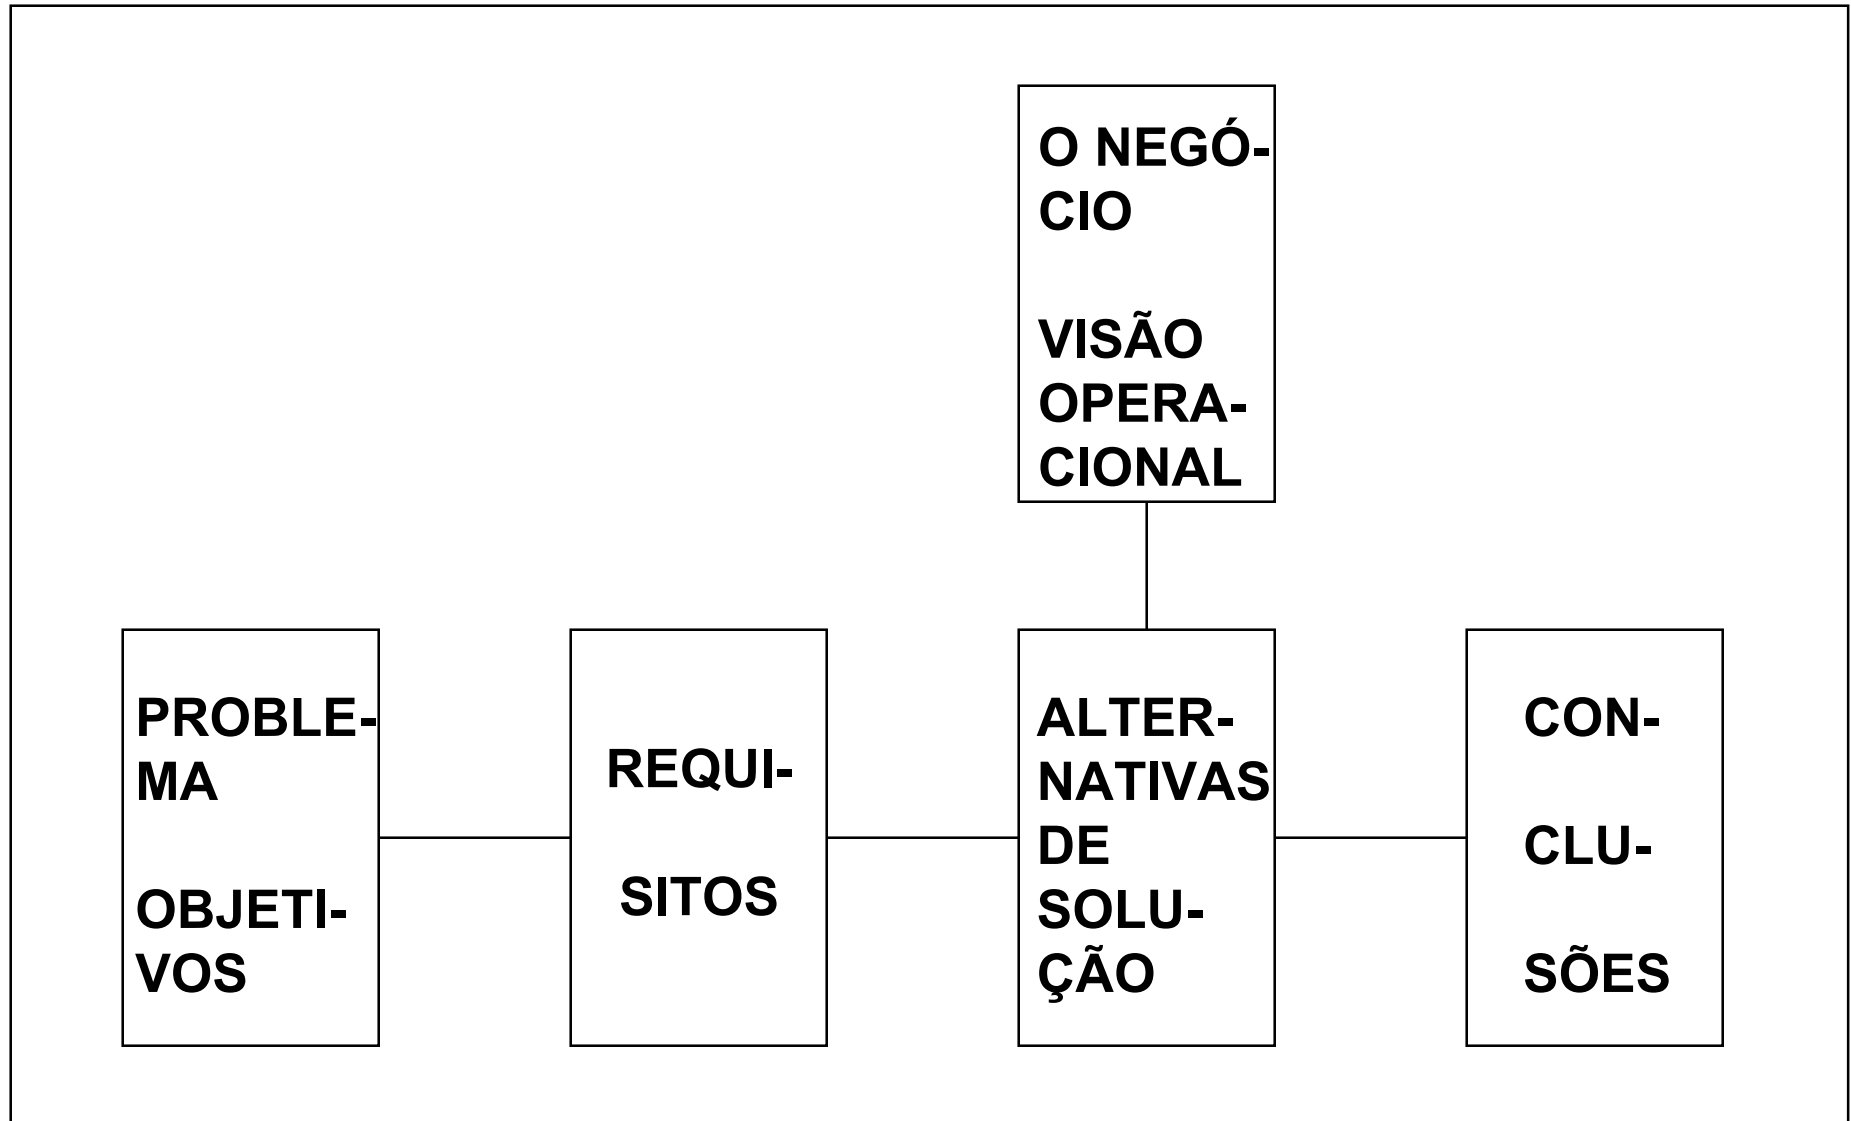 O NEGÓ-
CIO
VISÃO
OPERA-
CIONAL
PROBLE-
MA
OBJETI-
VOS
REQUI-
SITOS
ALTER-
NATIVAS
DE
SOLU-
ÇÃO
CON-
CLU-
SÕES